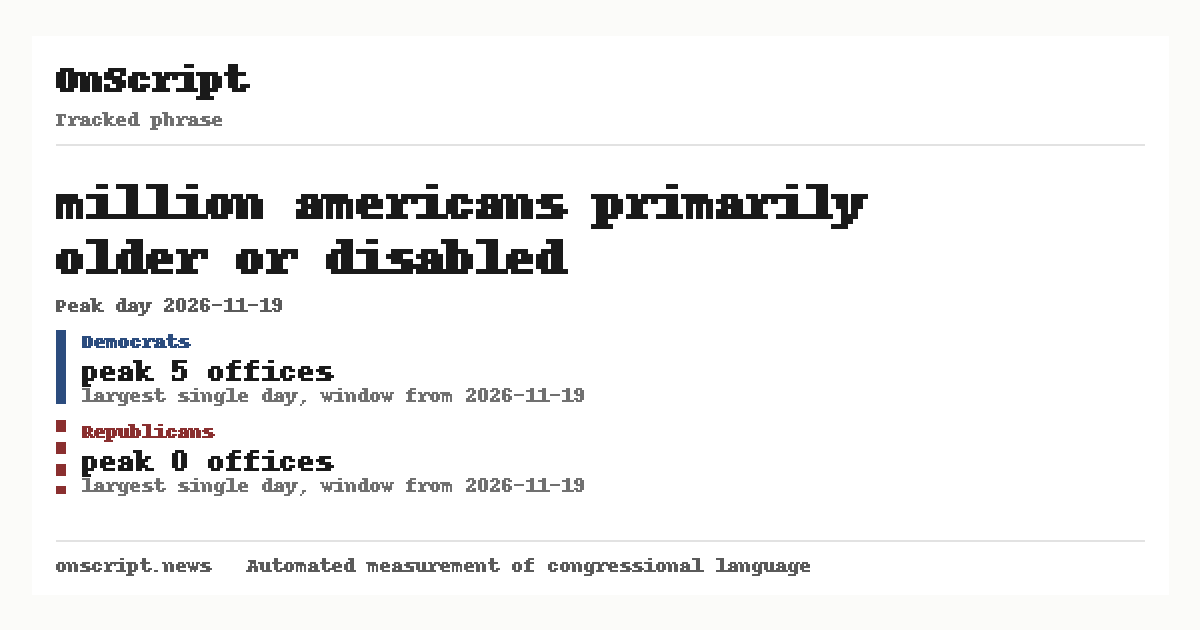 OnScript
Tracked phrase
million americans primarily
older or disabled
Peak day 2026-11-19
Democrats
peak 5 offices
largest single day, window from 2026-11-19
Republicans
peak 0 offices
largest single day, window from 2026-11-19
onscript.news Automated measurement of congressional language